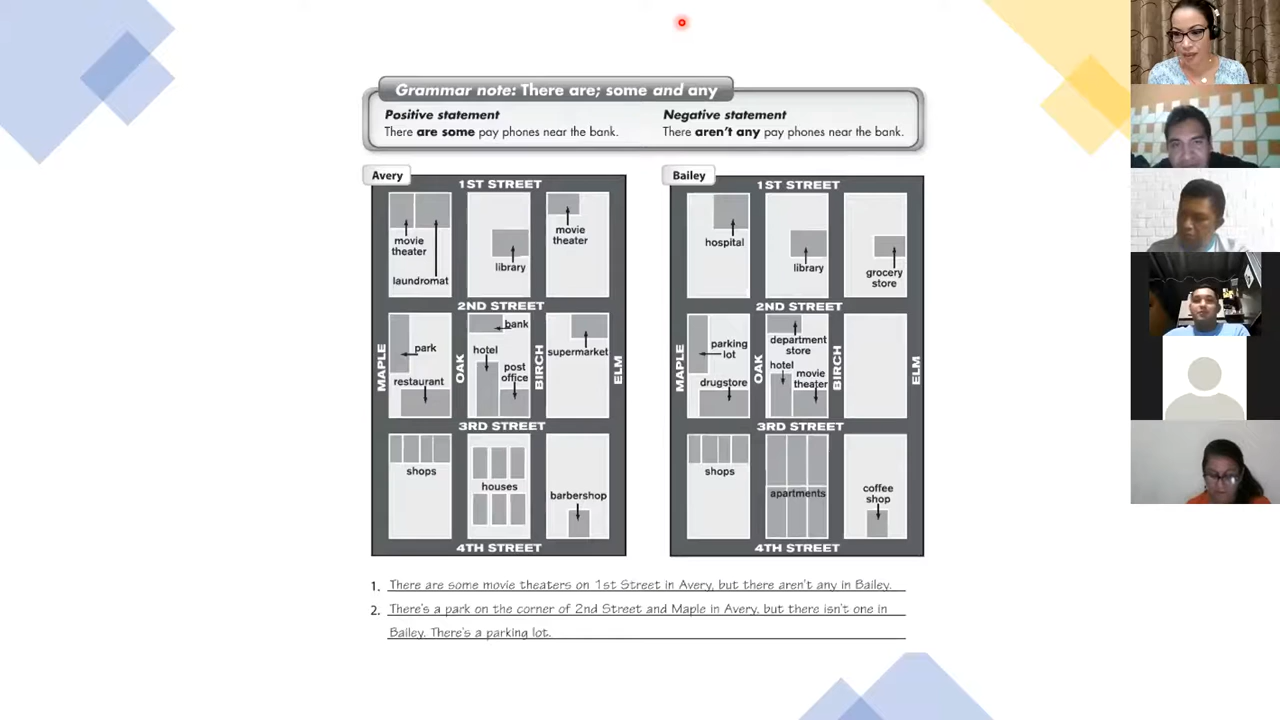 Grammar note: There are; some and any
Positive statement
There are some pay phones near the bank.
Negative statement
There aren't any pay phones near the bank.
Avery
1ST STREET
movie
theater
laundromat
library
movie
theater
2ND STREET
MAPLE
park
restaurant
OAK
bank
hotel
post
office
BIRCH
supermarket
ELM
3RD STREET
shops
houses
barbershop
4TH STREET
Bailey
1ST STREET
hospital
library
grocery
store
2ND STREET
MAPLE
parking
lot
drugstore
OAK
department
store
hotel
movie
theater
BIRCH
ELM
3RD STREET
shops
apartments
coffee
shop
4TH STREET
1. There are some movie theaters on 1st Street in Avery, but there aren't any in Bailey.
2. There's a park on the corner of 2nd Street and Maple in Avery, but there isn't one in
Bailey. There's a parking lot.